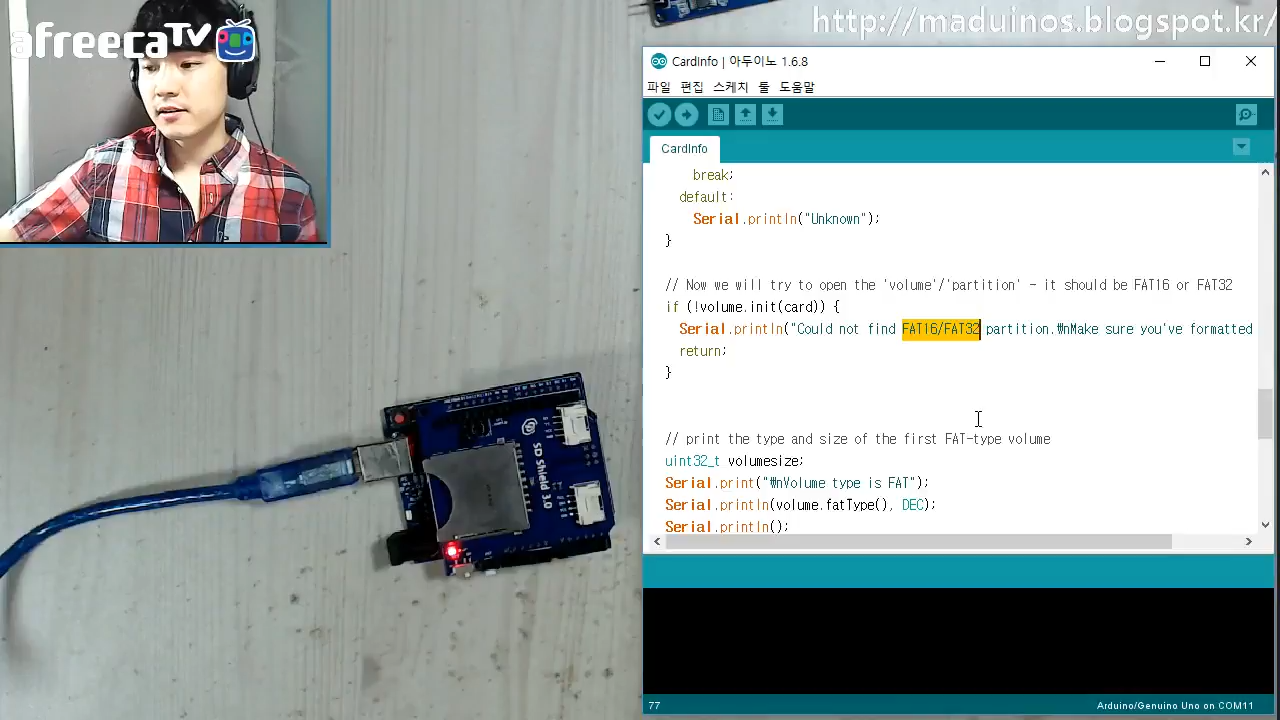 afreecaTV
http://maduinos.blogspot.kr/
CardInfo | 아두이노 1.6.8
파일 편집 스케치 툴 도움말
CardInfo
break;
default:
Serial.println("Unknown");
}
// Now we will try to open the 'volume'/'partition' - it should be FAT16 or FAT32
if (!volume.init(card)) {
Serial.println("Could not find FAT16/FAT32 partition.₩nMake sure you've formatted
return;
}
// print the type and size of the first FAT-type volume
uint32_t volumesize;
Serial.print("₩nVolume type is FAT");
Serial.println(volume.fatType(), DEC);
Serial.println();
SD Shield 3.0
77
Arduino/Genuino Uno on COM11